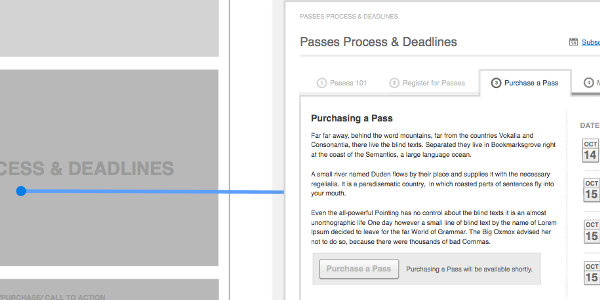 CESS & DEADLINES
/PURCHASE/ CALL TO ACTION
PASSES PROCESS & DEADLINES
Passes Process & Deadlines
Subsc
1 Passes 101
2 Register for Passes
3 Purchase a Pass
4
Purchasing a Pass
Far far away, behind the word mountains, far from the countries Vokalia and
Consonantia, there live the blind texts. Separated they live in Bookmarksgrove right
at the coast of the Semantics, a large language ocean.
A small river named Duden flows by their place and supplies it with the necessary
regelialia. It is a paradisematic country, in which roasted parts of sentences fly into
your mouth.
Even the all-powerful Pointing has no control about the blind texts it is an almost
unorthographic life One day however a small line of blind text by the name of Lorem
Ipsum decided to leave for the far World of Grammar. The Big Oxmox advised her
not to do so, because there were thousands of bad Commas.
Purchase a Pass
Purchasing a Pass will be available shortly.
DATE
OCT
14
OCT
15
OCT
15
OCT
15